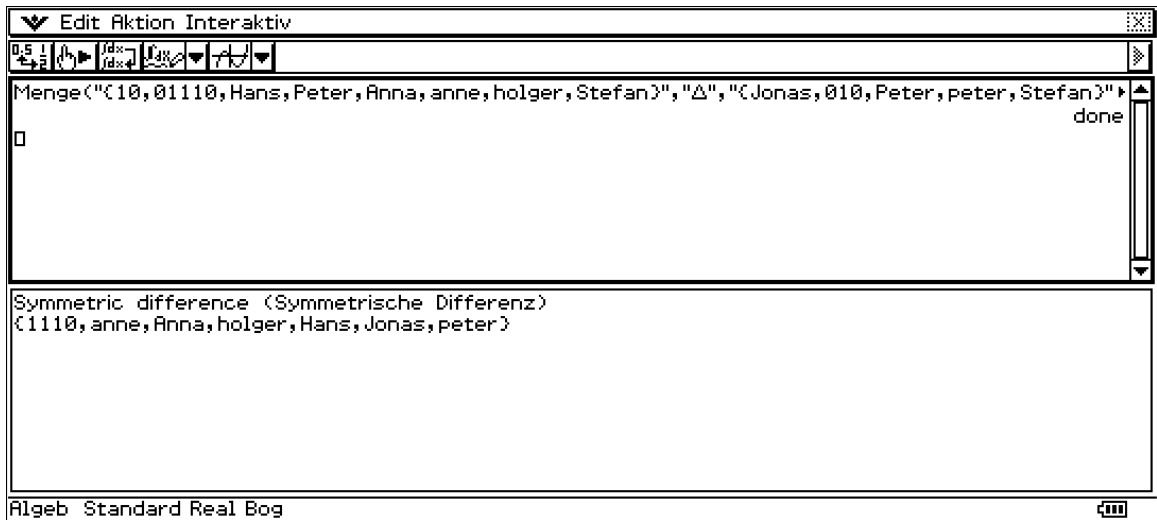 Edit Aktion Interaktiv
Menge("{10,01110,Hans,Peter,Anna,anne,holger,Stefan}","Δ","{Jonas,010,Peter,peter,Stefan}"
done
Symmetric difference (Symmetrische Differenz)
{1110,anne,Anna,holger,Hans,Jonas,peter}
Algeb Standard Real Bog